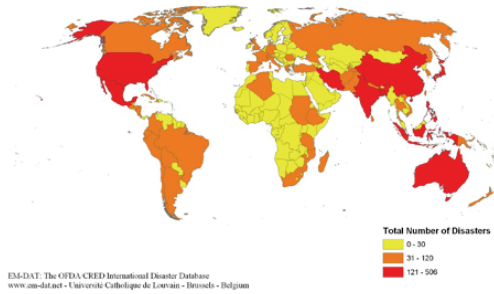 Total Number of Disasters
0 - 30
31 - 120
121 - 506
EM-DAT: The OFDA/CRED International Disaster Database
www.em-dat.net - Université Catholique de Louvain - Brussels - Belgium